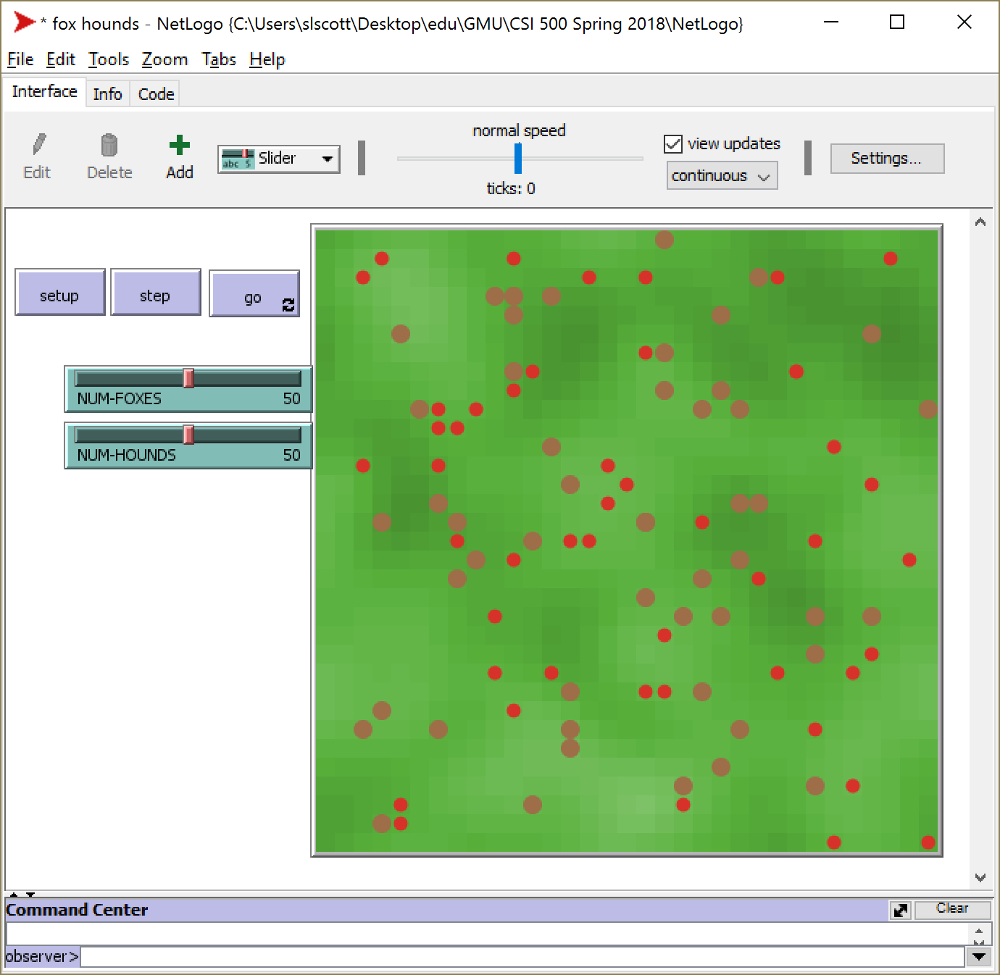 * fox hounds - NetLogo {C:\Users\slscott\Desktop\edu\GMU\CSI 500 Spring 2018\NetLogo}
File Edit Tools Zoom Tabs Help
Interface Info Code
normal speed
Edit Delete Add abc 5 Slider view updates continuous Settings...
ticks: 0
setup step go
NUM-FOXES 50
NUM-HOUNDS 50
Command Center Clear
observer>